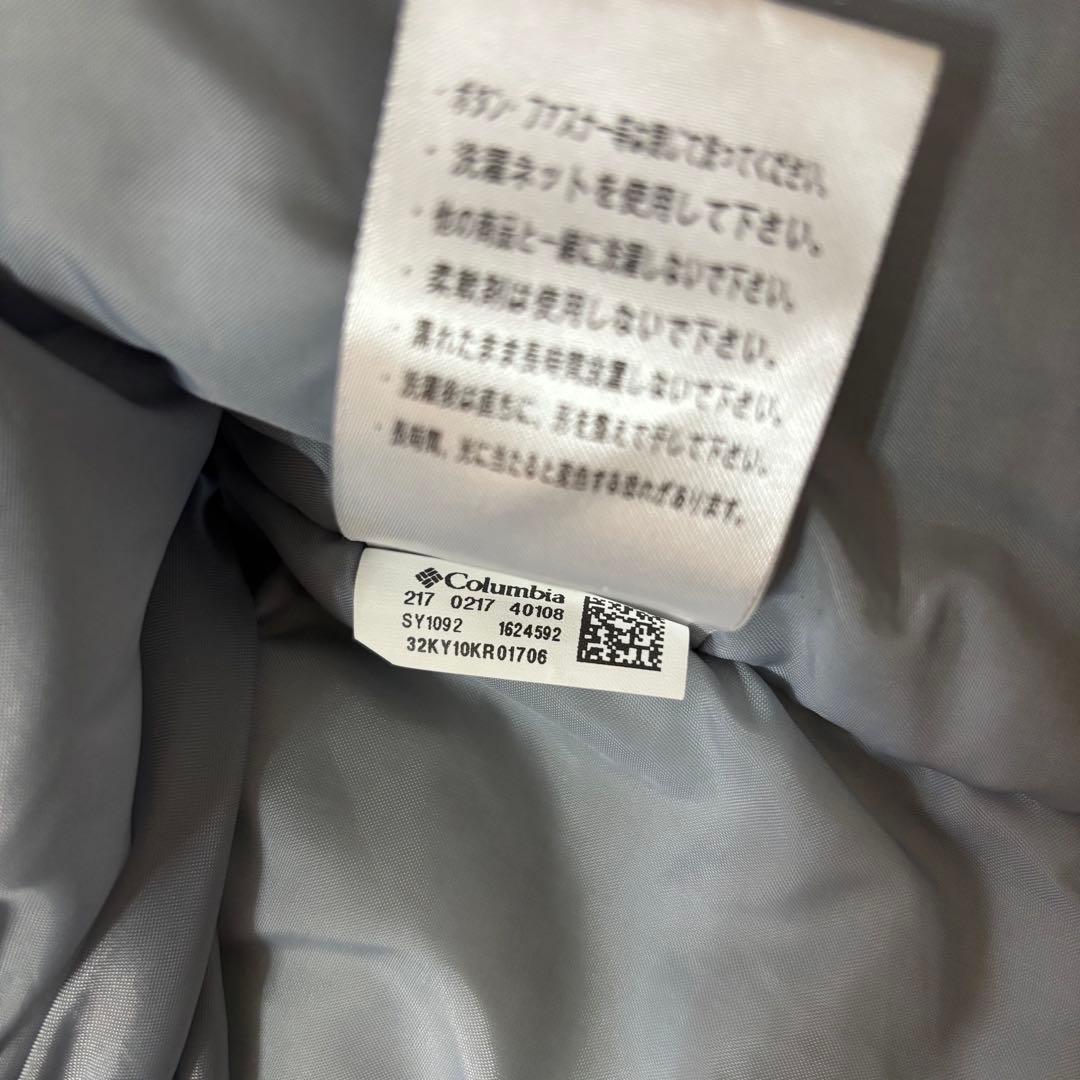 ・ボタン・ファスナー等は閉じて洗ってください。
・洗濯ネットを使用して下さい。
・他の商品と一緒に洗濯しないで下さい。
・柔軟剤は使用しないで下さい。
・濡れたまま長時間放置しないで下さい。
・洗濯後は直ちに、形を整えて干して下さい。
・長時間、光に当たると変色する恐れがあります。
Columbia
217 0217 40108
SY1092 1624592
32KY10KR01706